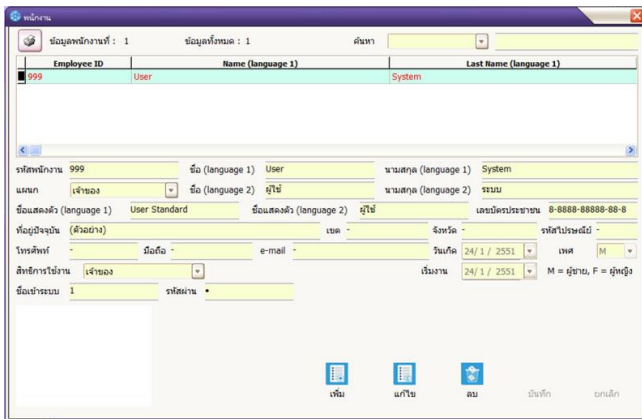 พนักงาน
ข้อมูลพนักงานที่ : 1 ข้อมูลทั้งหมด : 1 ค้นหา
Employee ID Name (language 1) Last Name (language 1)
999 User System
รหัสพนักงาน 999 ชื่อ (language 1) User นามสกุล (language 1) System
แผนก เจ้าของ ชื่อ (language 2) ผู้ใช้ นามสกุล (language 2) ระบบ
ชื่อแสดงตัว (language 1) User Standard ชื่อแสดงตัว (language 2) ผู้ใช้ เลขบัตรประชาชน 8-8888-88888-88-8
ที่อยู่ปัจจุบัน (ตัวอย่าง) เขต - จังหวัด - รหัสไปรษณีย์ -
โทรศัพท์ - มือถือ - e-mail - วันเกิด 24/ 1 / 2551 เพศ M
สิทธิการใช้งาน เจ้าของ เริ่มงาน 24/ 1 / 2551 M = ผู้ชาย, F = ผู้หญิง
ชื่อเข้าระบบ 1 รหัสผ่าน •
เพิ่ม แก้ไข ลบ บันทึก ยกเลิก